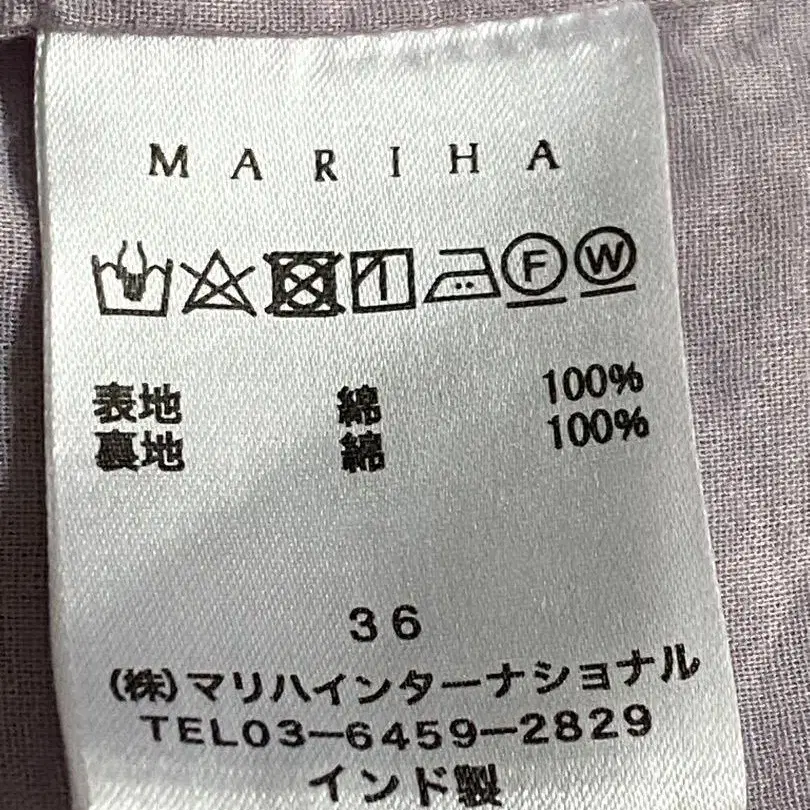 MARIHA
F W
表地 綿 100%
裏地 綿 100%
36
(株)マリハインターナショナル
TEL03-6459-2829
インド製